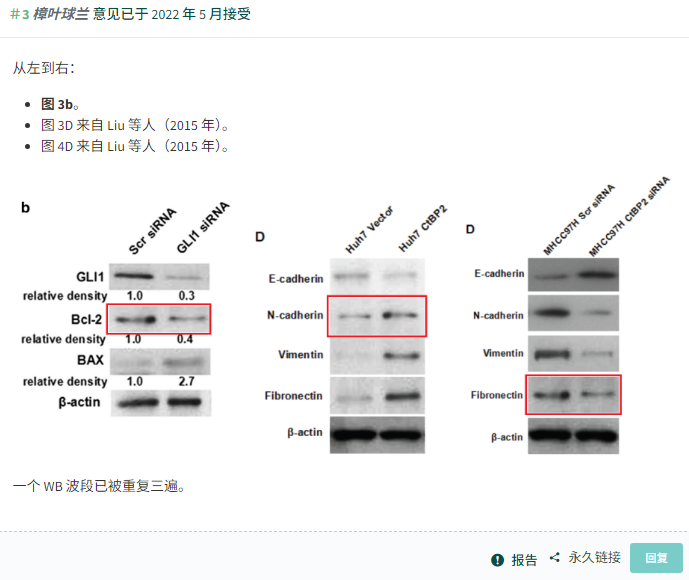 #3 樟叶球兰 意见已于 2022 年 5 月接受
从左到右：
• 图 3b。
• 图 3D 来自 Liu 等人（2015 年）。
• 图 4D 来自 Liu 等人（2015 年）。
b
Scr siRNA GLI1 siRNA
GLI1
relative density 1.0 0.3
Bcl-2
relative density 1.0 0.4
BAX
relative density 1.0 2.7
β-actin
D
Huh7 Vector Huh7 CtBP2
E-cadherin
N-cadherin
Vimentin
Fibronectin
β-actin
D
MHCC97H Scr siRNA MHCC97H CtBP2 siRNA
E-cadherin
N-cadherin
Vimentin
Fibronectin
β-actin
一个 WB 波段已被重复三遍。
报告 永久链接 回复